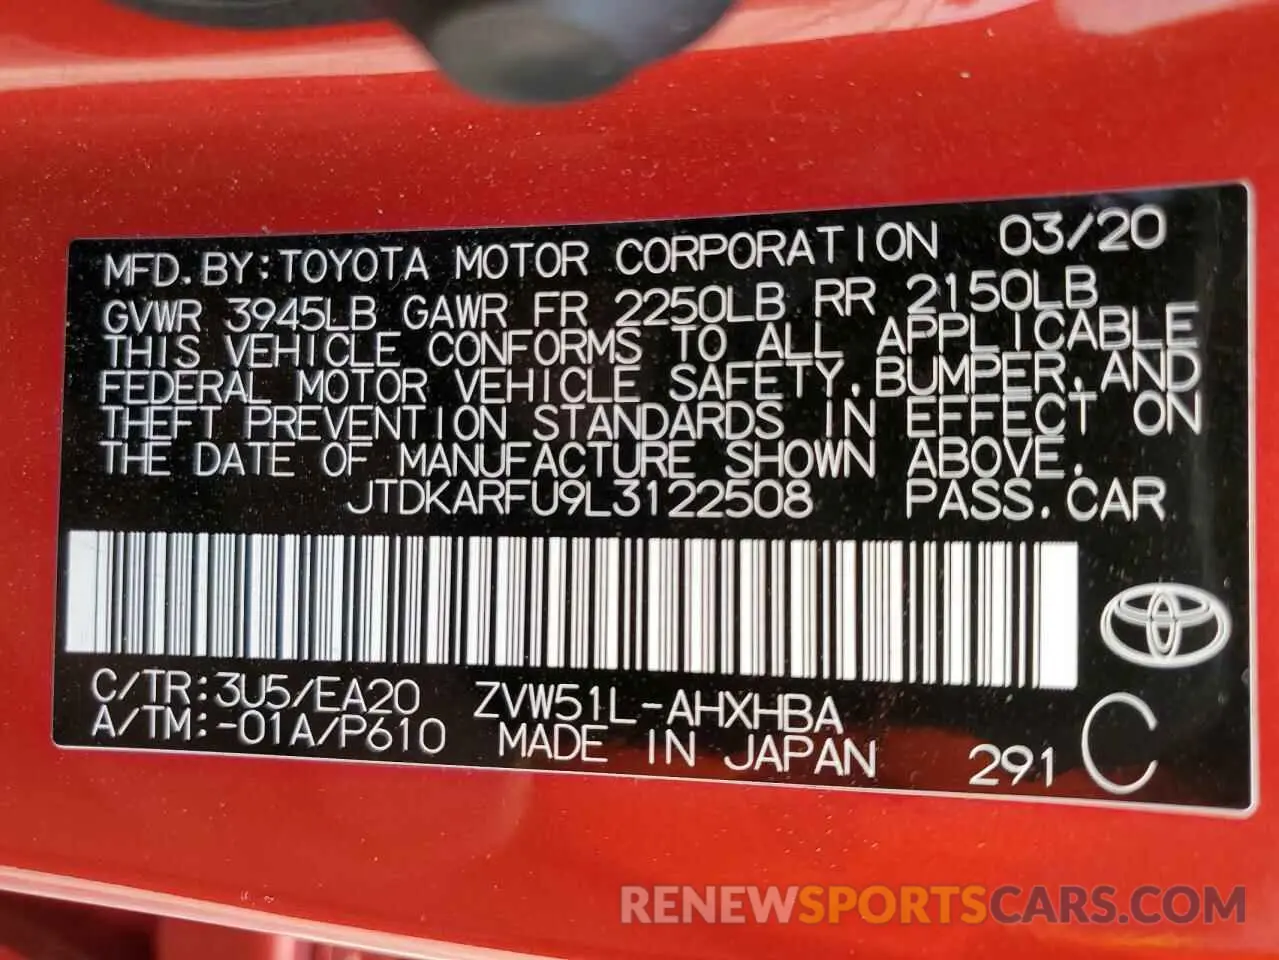 MFD. BY: TOYOTA MOTOR CORPORATION 03/20
GVWR 3945LB GAWR FR 2250LB RR 2150LB
THIS VEHICLE CONFORMS TO ALL APPLICABLE
FEDERAL MOTOR VEHICLE SAFETY, BUMPER, AND
THEFT PREVENTION STANDARDS IN EFFECT ON
THE DATE OF MANUFACTURE SHOWN ABOVE.
JTDKARFU9L3122508 PASS. CAR
C/TR: 3U5/EA20 ZVW51L-AHXHBA
A/TM: -01A/P610 MADE IN JAPAN 291 C
RENEWSPORTSCARS.COM